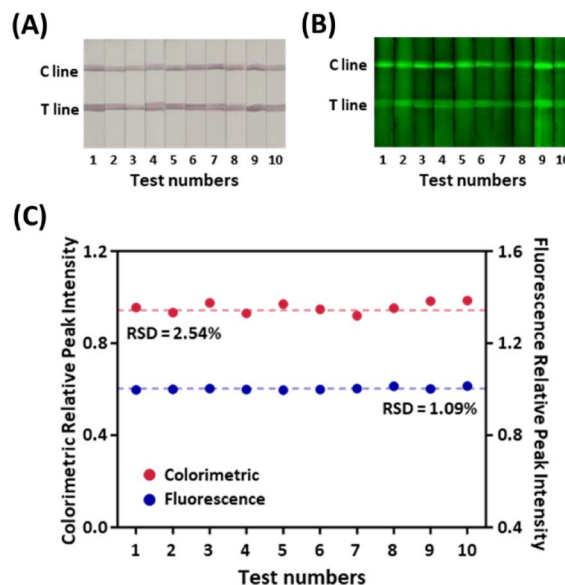 (A)
C line
T line
1 2 3 4 5 6 7 8 9 10
Test numbers
(B)
C line
T line
1 2 3 4 5 6 7 8 9 10
Test numbers
(C)
Colorimetric Relative Peak Intensity
1.2
0.8
0.4
0.0
RSD = 2.54%
RSD = 1.09%
Colorimetric
Fluorescence
1.6
1.2
0.8
0.4
Fluorescence Relative Peak Intensity
1 2 3 4 5 6 7 8 9 10
Test numbers